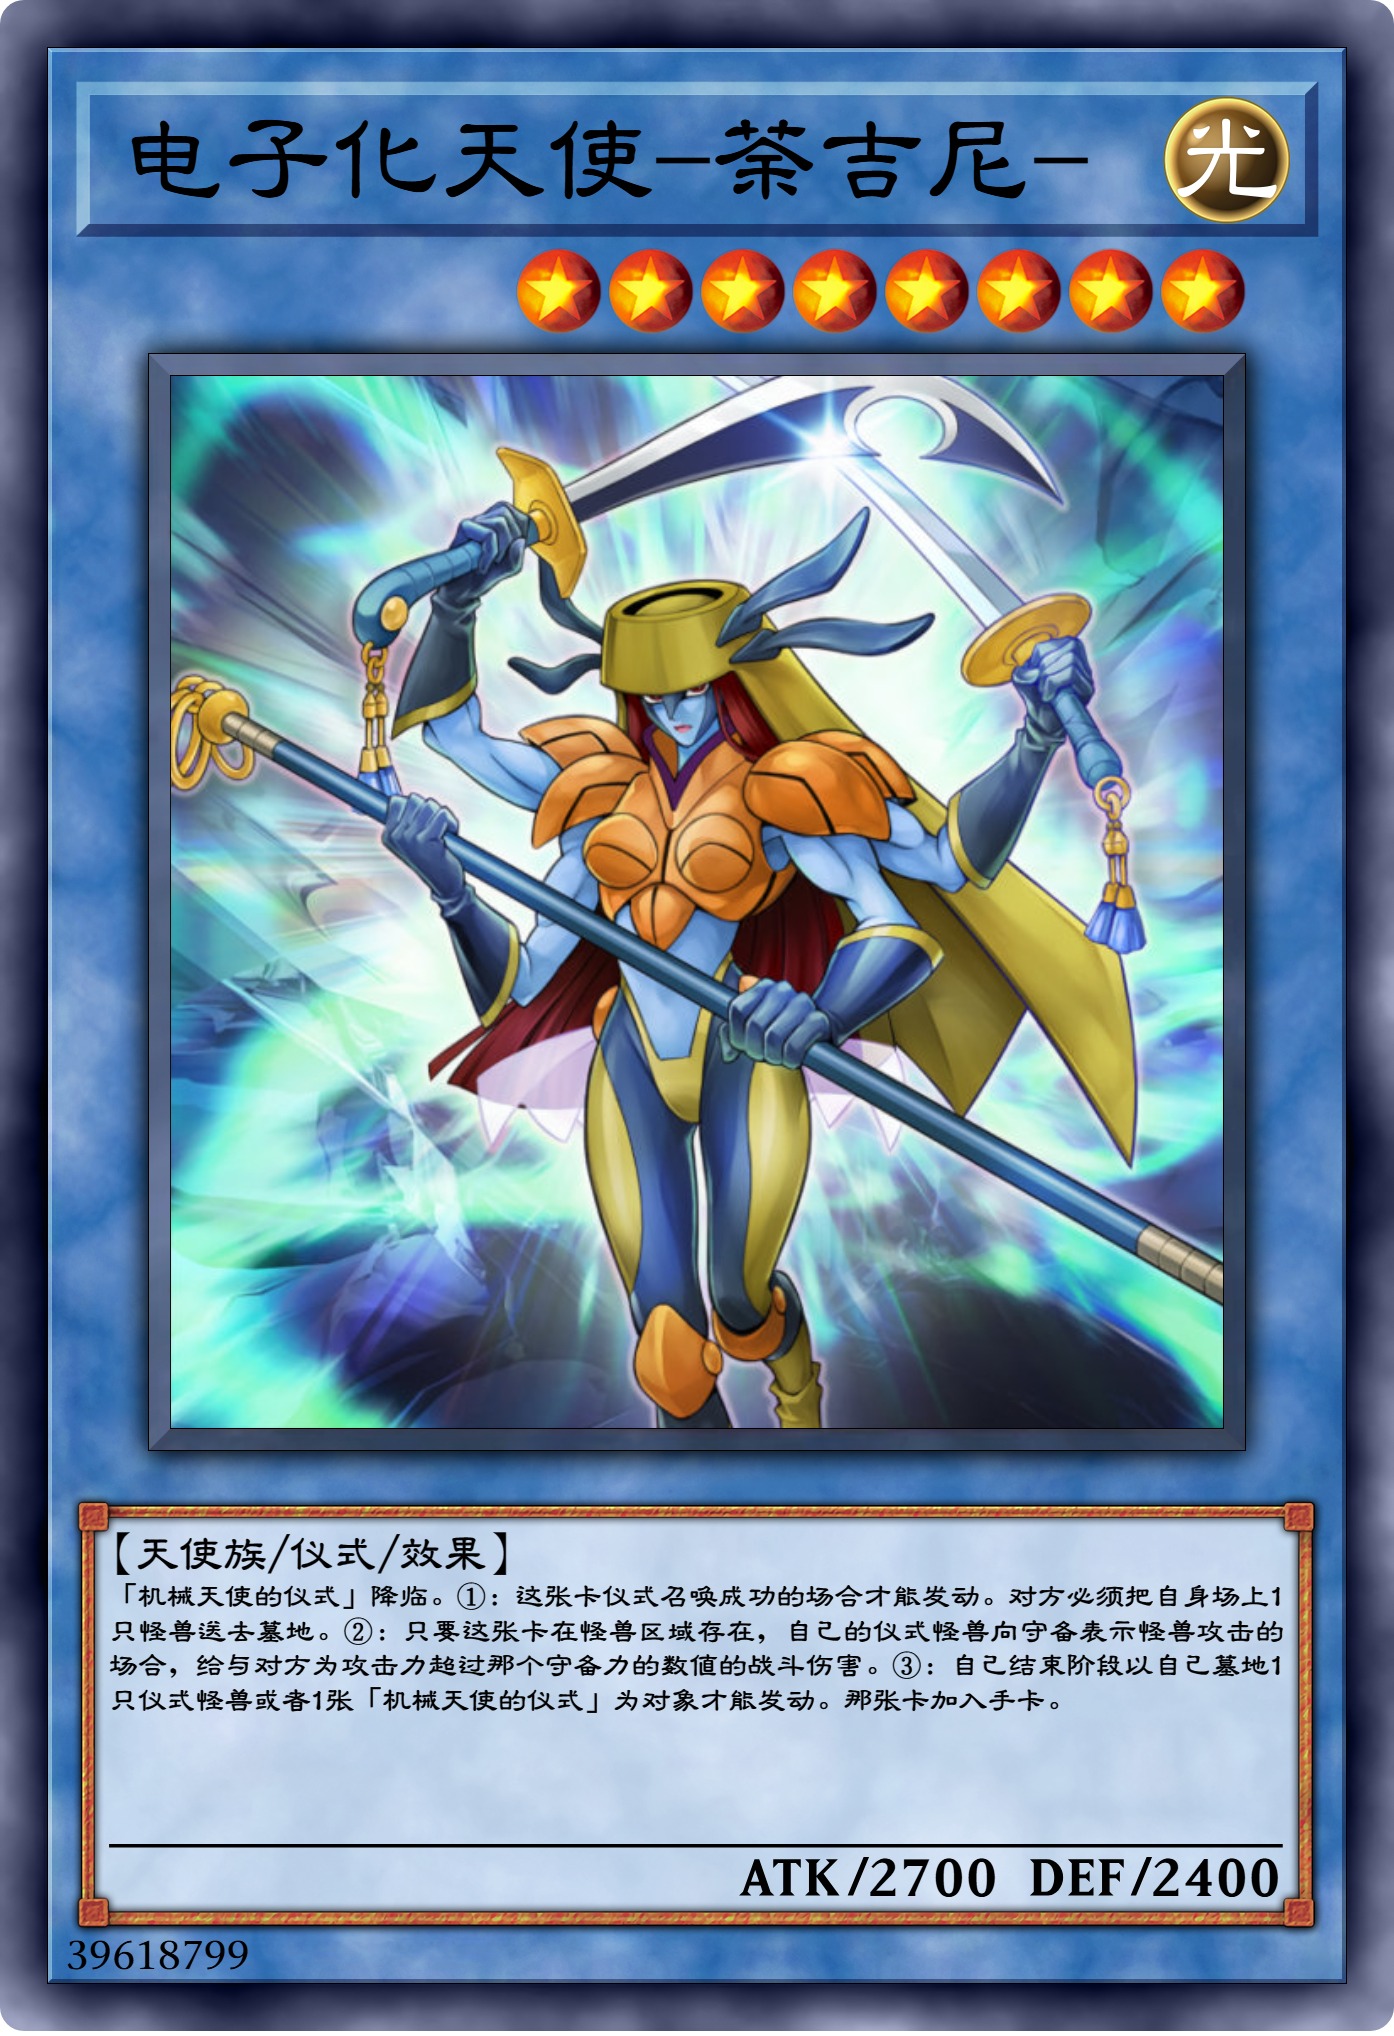 电子化天使-荼吉尼-
光
【天使族/仪式/效果】
「机械天使的仪式」降临。①：这张卡仪式召唤成功的场合才能发动。对方必须把自身场上1
只怪兽送去墓地。②：只要这张卡在怪兽区域存在，自己的仪式怪兽向守备表示怪兽攻击的
场合，给与对方为攻击力超过那个守备力的数值的战斗伤害。③：自己结束阶段以自己墓地1
只仪式怪兽或者1张「机械天使的仪式」为对象才能发动。那张卡加入手卡。
ATK/2700 DEF/2400
39618799